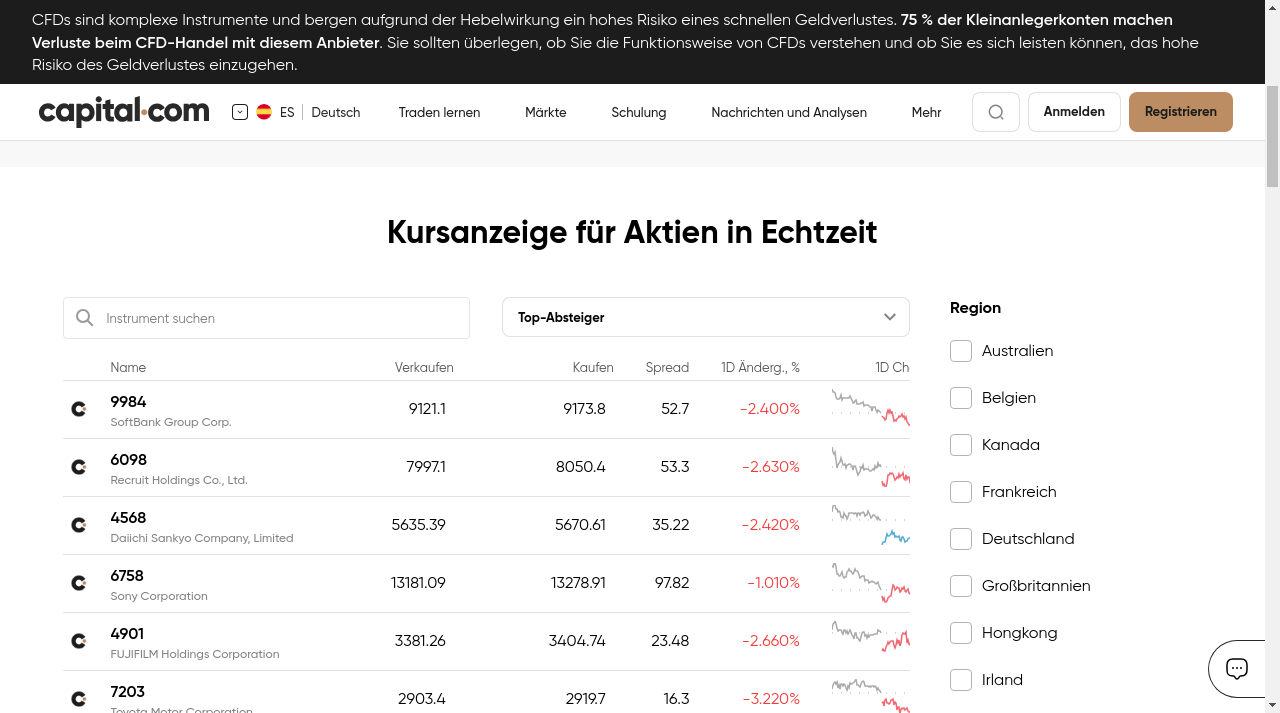 CFDs sind komplexe Instrumente und bergen aufgrund der Hebelwirkung ein hohes Risiko eines schnellen Geldverlustes. 75 % der Kleinanlegerkonten machen
Verluste beim CFD-Handel mit diesem Anbieter. Sie sollten überlegen, ob Sie die Funktionsweise von CFDs verstehen und ob Sie es sich leisten können, das hohe
Risiko des Geldverlustes einzugehen.
capital.com ES Deutsch Traden lernen Märkte Schulung Nachrichten und Analysen Mehr Anmelden Registrieren
Kursanzeige für Aktien in Echtzeit
Instrument suchen
Top-Absteiger
Name Verkaufen Kaufen Spread 1D Änderg., % 1D Ch
9984 9121.1 9173.8 52.7 -2.400%
SoftBank Group Corp.
6098 7997.1 8050.4 53.3 -2.630%
Recruit Holdings Co., Ltd.
4568 5635.39 5670.61 35.22 -2.420%
Daiichi Sankyo Company, Limited
6758 13181.09 13278.91 97.82 -1.010%
Sony Corporation
4901 3381.26 3404.74 23.48 -2.660%
FUJIFILM Holdings Corporation
7203 2903.4 2919.7 16.3 -3.220%
Toyota Motor Corporation
Region
Australien
Belgien
Kanada
Frankreich
Deutschland
Großbritannien
Hongkong
Irland